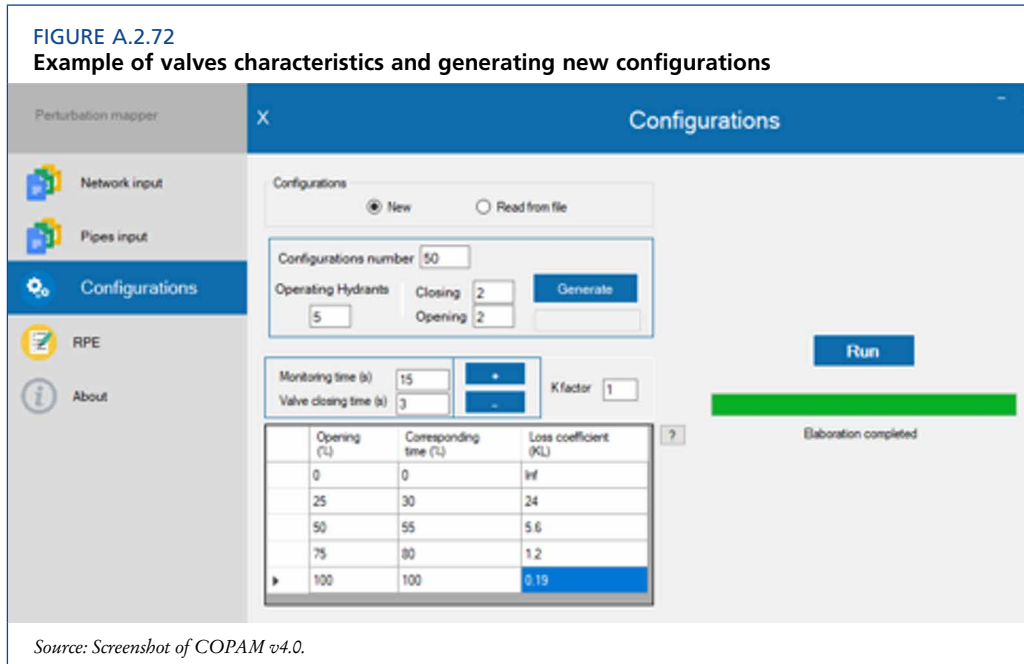 FIGURE A.2.72
Example of valves characteristics and generating new configurations
Perturbation mapper
X
Configurations
Network input
Pipes input
Configurations
RPE
About
Configurations
New Read from file
Configurations number 50
Operating Hydrants
5
Closing 2
Opening 2
Generate
Monitoring time (s) 15
Valve closing time (s) 3
+
-
K factor 1
Opening (%) Corresponding time (%) Loss coefficient (KL)
0 0 Inf
25 30 24
50 55 5.6
75 80 1.2
100 100 0.19
?
Run
Elaboration completed
Source: Screenshot of COPAM v4.0.